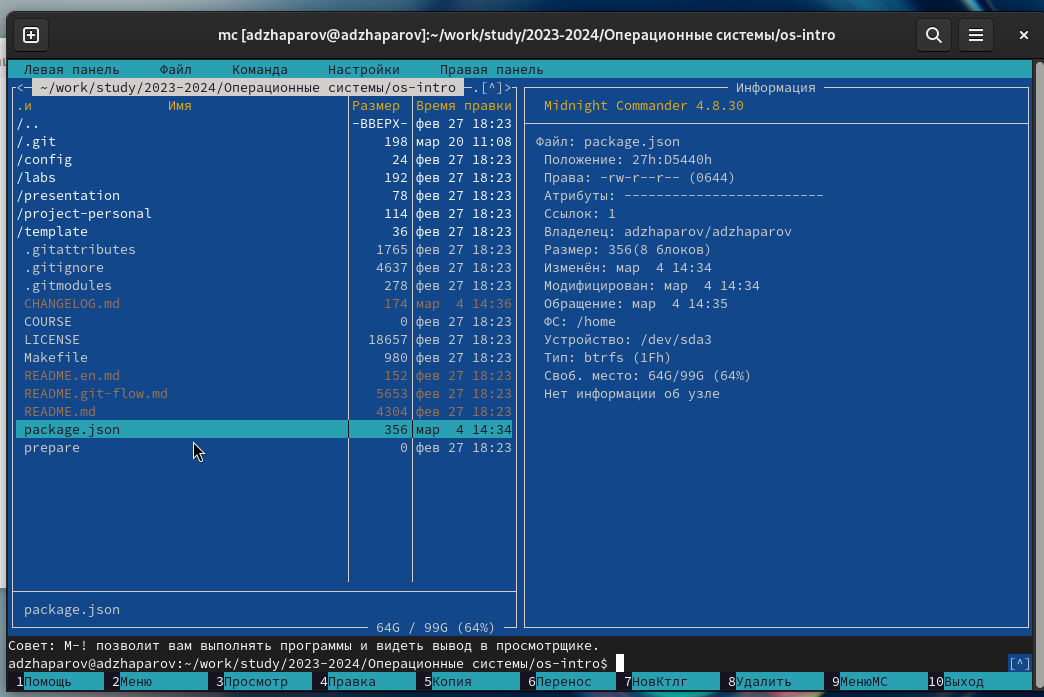 mc [adzhaparov@adzhaparov]:~/work/study/2023-2024/Операционные системы/os-intro
Левая панель Файл Команда Настройки Правая панель
<─ ~/work/study/2023-2024/Операционные системы/os-intro ─.[^]>
.и Имя Размер Время правки
/.. -ВВЕРХ- фев 27 18:23
/.git 198 мар 20 11:08
/config 24 фев 27 18:23
/labs 192 фев 27 18:23
/presentation 78 фев 27 18:23
/project-personal 114 фев 27 18:23
/template 36 фев 27 18:23
.gitattributes 1765 фев 27 18:23
.gitignore 4637 фев 27 18:23
.gitmodules 278 фев 27 18:23
CHANGELOG.md 174 мар 4 14:36
COURSE 0 фев 27 18:23
LICENSE 18657 фев 27 18:23
Makefile 980 фев 27 18:23
README.en.md 152 фев 27 18:23
README.git-flow.md 5653 фев 27 18:23
README.md 4304 фев 27 18:23
package.json 356 мар 4 14:34
prepare 0 фев 27 18:23
package.json
64G / 99G (64%)
Информация
Midnight Commander 4.8.30
Файл: package.json
Положение: 27h:D5440h
Права: -rw-r--r-- (0644)
Атрибуты: -------------------------
Ссылок: 1
Владелец: adzhaparov/adzhaparov
Размер: 356(8 блоков)
Изменён: мар 4 14:34
Модифицирован: мар 4 14:34
Обращение: мар 4 14:35
ФС: /home
Устройство: /dev/sda3
Тип: btrfs (1Fh)
Своб. место: 64G/99G (64%)
Нет информации об узле
Совет: M-! позволит вам выполнять программы и видеть вывод в просмотрщике.
adzhaparov@adzhaparov:~/work/study/2023-2024/Операционные системы/os-intro$ [^]
1Помощь 2Меню 3Просмотр 4Правка 5Копия 6Перенос 7НовКтлг 8Удалить 9МенюMC 10Выход